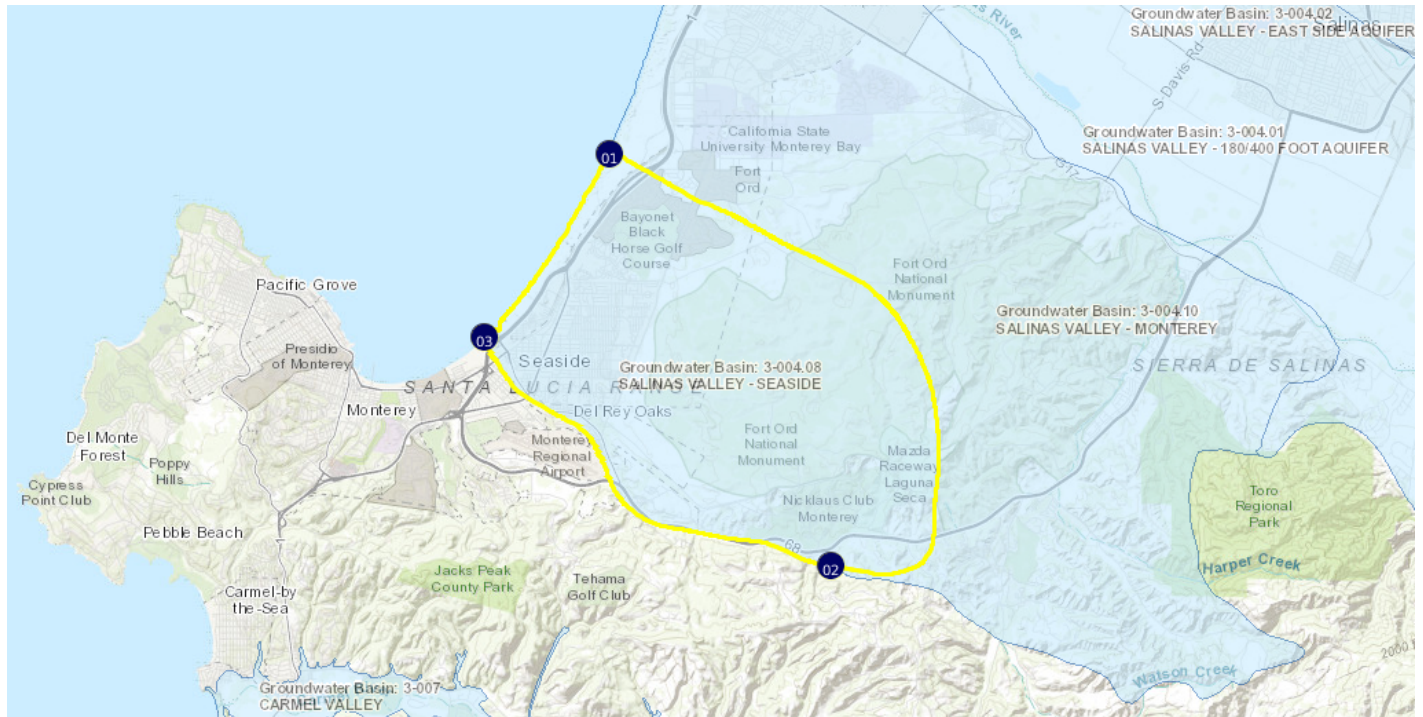 Groundwater Basin: 3-004.02
SALINAS VALLEY - EAST SIDE AQUIFER
Salinas
River
1
S Davis Rd
California State
University Monterey Bay
Groundwater Basin: 3-004.01
SALINAS VALLEY - 180/400 FOOT AQUIFER
G17
01
Fort
Ord
1
Bayonet
Black
Horse Golf
Course
Fort Ord
National
Monument
Pacific Grove
Groundwater Basin: 3-004.10
SALINAS VALLEY - MONTEREY
03
Presidio
of Monterey
Seaside
Groundwater Basin: 3-004.08
SALINAS VALLEY - SEASIDE
SIERRA DE SALINAS
SANTA LUCIA RANGE
Monterey
Del Rey Oaks
Del Monte
Forest
Poppy
Hills
Monterey
Regional
Airport
Fort Ord
National
Monument
Mazda
Raceway
Laguna
Seca
Cypress
Point Club
Nicklaus Club
Monterey
Toro
Regional
Park
Pebble Beach
1
68
02
Harper Creek
Jacks Peak
County Park
Tehama
Golf Club
Carmel-by
the-Sea
2000
Watson Creek
Groundwater Basin: 3-007
CARMEL VALLEY